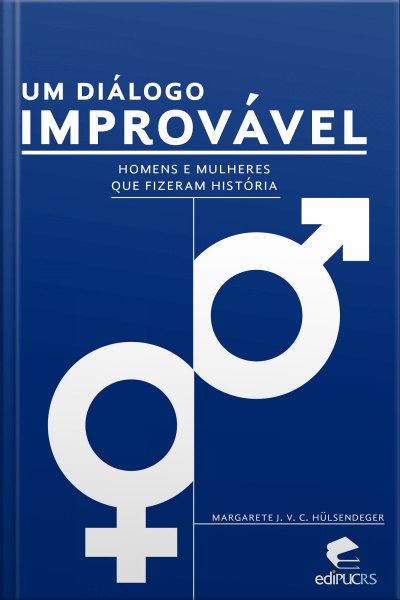 UM DIÁLOGO
IMPROVÁVEL
HOMENS E MULHERES
QUE FIZERAM HISTÓRIA
MARGARETE J. V. C. HÜLSENDEGER
ediPUCRS